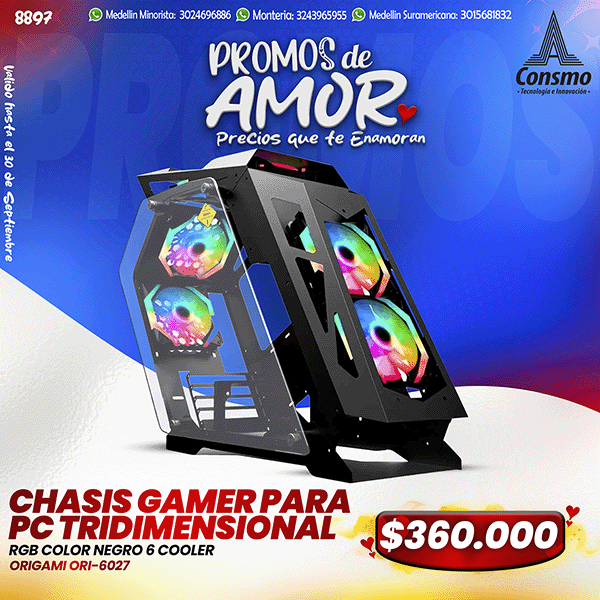 8897
Medellin Minorista: 3024696886
Monteria: 3243965955
Medellin Suramericana: 3015681832
Consmo
• Tecnología e Innovación •
PROMOS de
AMOR
Precios que te Enamoran
Valido hasta el 30 de Septiembre
PROMOS
CHASIS GAMER PARA
PC TRIDIMENSIONAL
RGB COLOR NEGRO 6 COOLER
ORIGAMI ORI-6027
$360.000